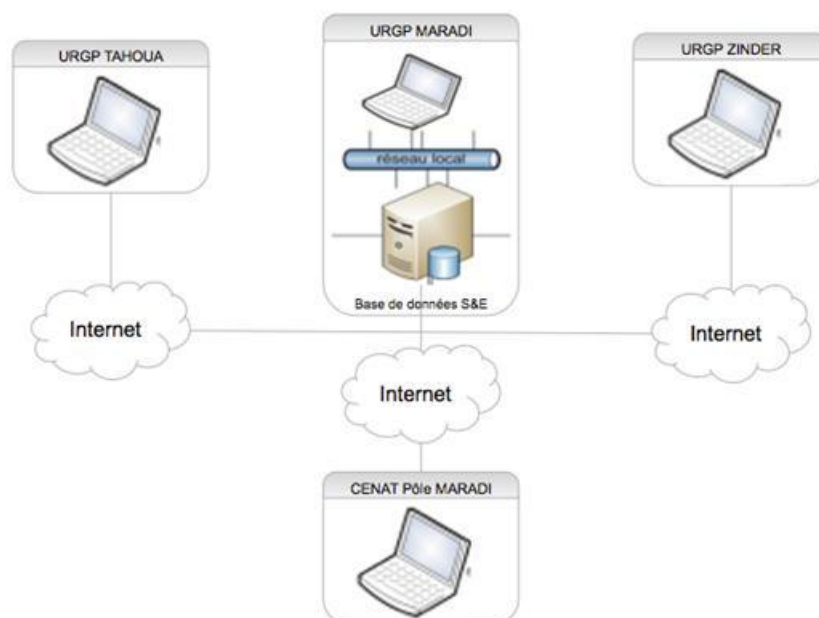 URGP TAHOUA
URGP MARADI
URGP ZINDER
réseau local
Base de données S&E
Internet
Internet
Internet
CENAT Pôle MARADI